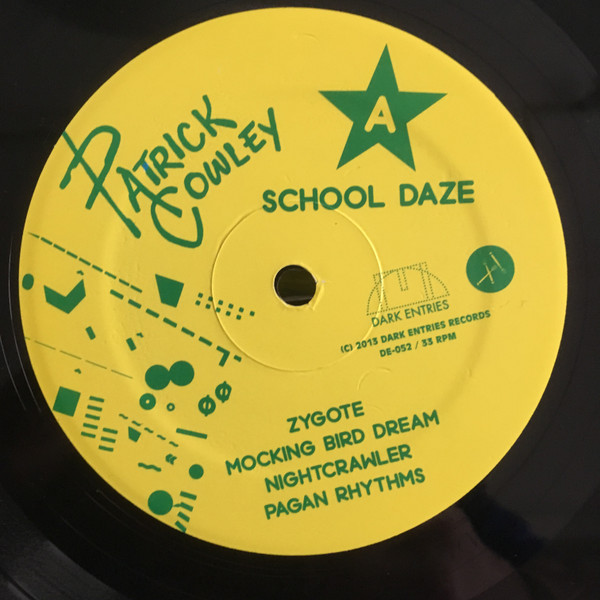 PATRICK
COWLEY
A
SCHOOL DAZE
DARK ENTRIES
(C) 2013 DARK ENTRIES RECORDS
DE-052 / 33 RPM
ZYGOTE
MOCKING BIRD DREAM
NIGHTCRAWLER
PAGAN RHYTHMS